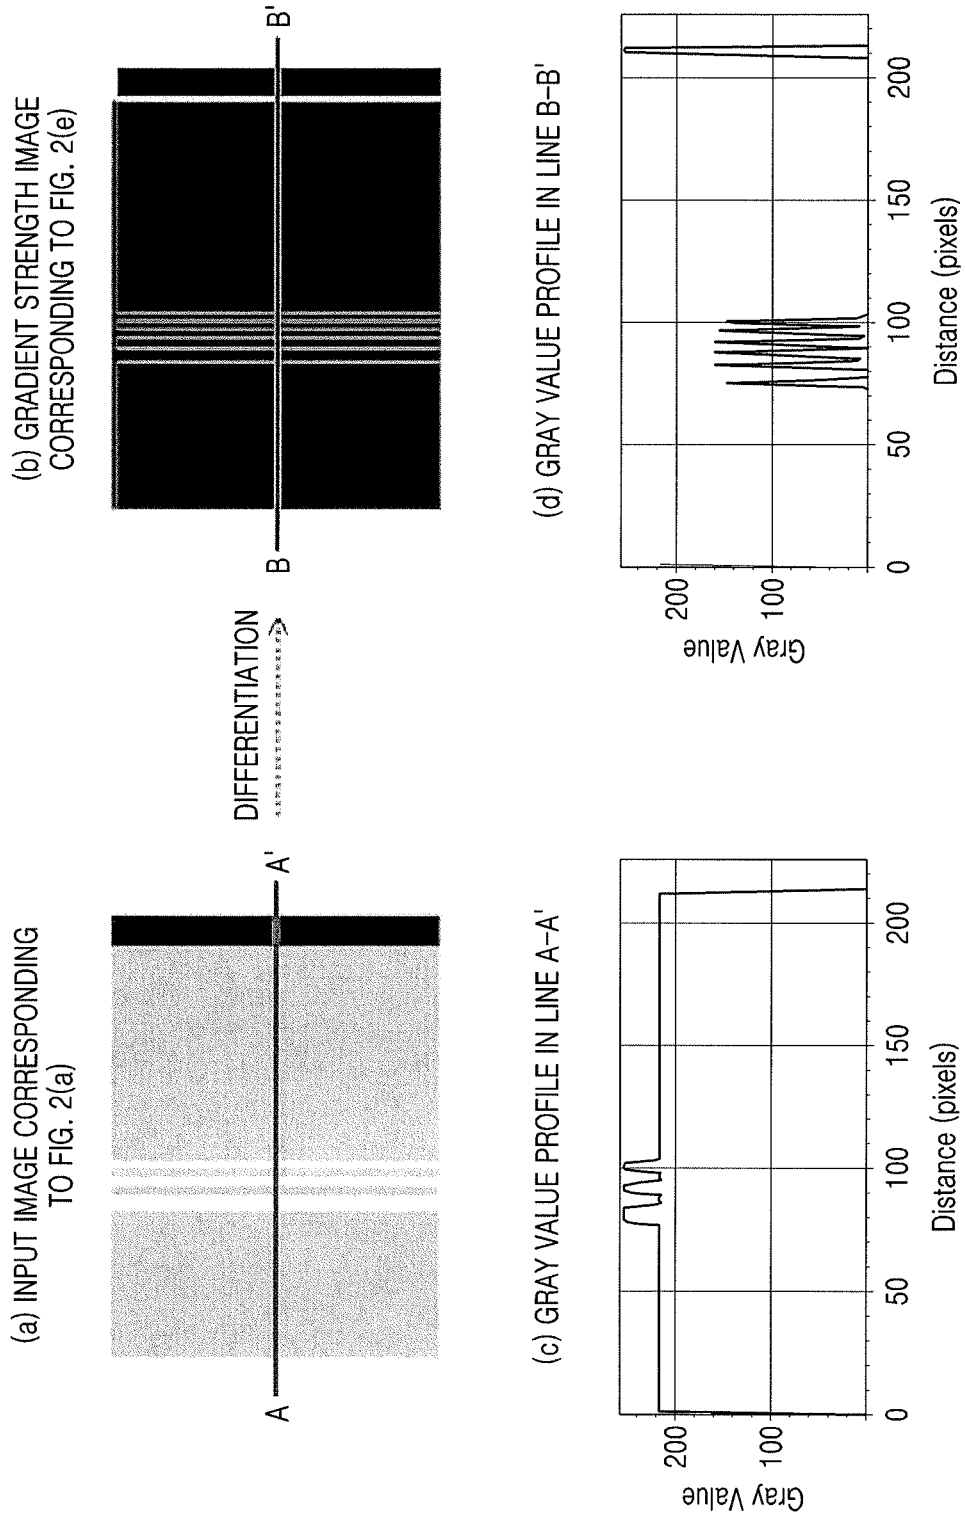 (a) INPUT IMAGE CORRESPONDING
TO FIG. 2(a)
A
A'
DIFFERENTIATION
(b) GRADIENT STRENGTH IMAGE
CORRESPONDING TO FIG. 2(e)
B
B'
(c) GRAY VALUE PROFILE IN LINE A-A'
Gray Value
200
100
0
50
100
150
200
Distance (pixels)
(d) GRAY VALUE PROFILE IN LINE B-B'
Gray Value
200
100
0
50
100
150
200
Distance (pixels)